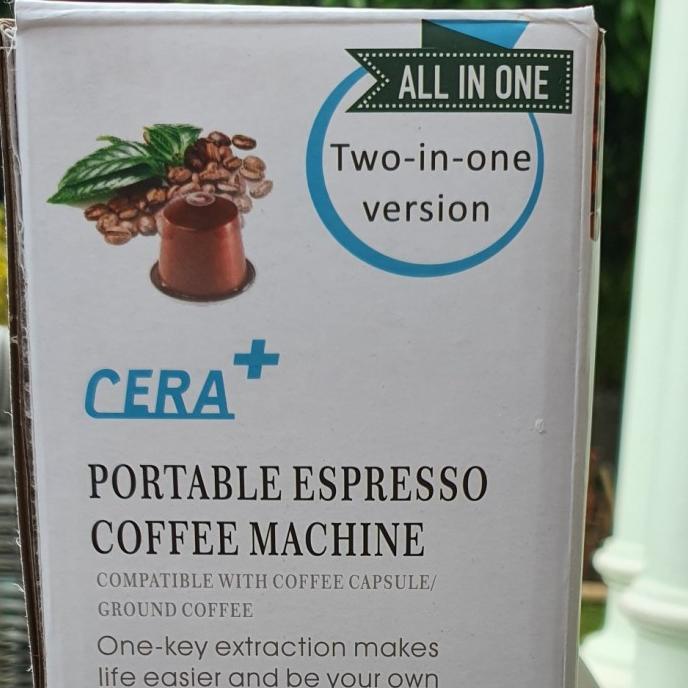 ALL IN ONE
Two-in-one
version
CERA+
PORTABLE ESPRESSO
COFFEE MACHINE
COMPATIBLE WITH COFFEE CAPSULE/
GROUND COFFEE
One-key extraction makes
life easier and be your own